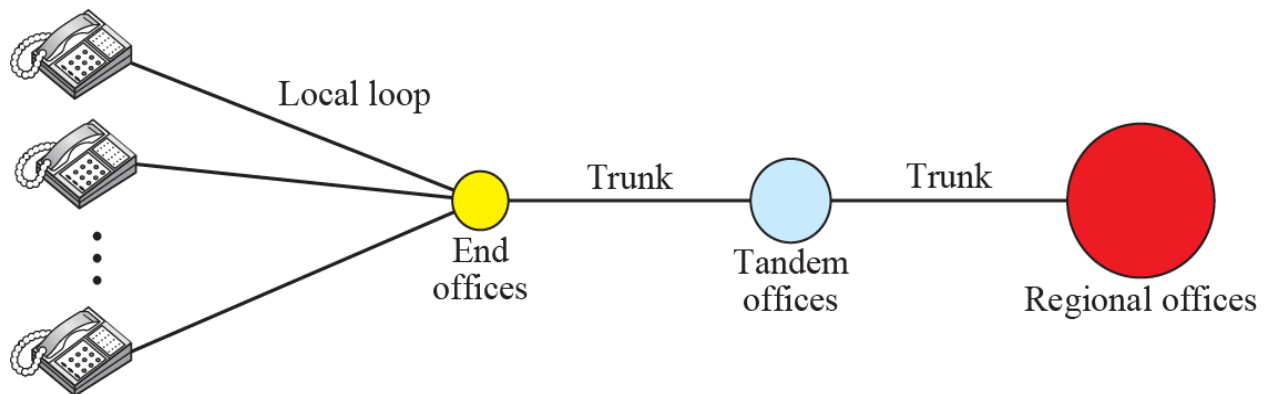 Local loop
Trunk
Trunk
End
offices
Tandem
offices
Regional offices